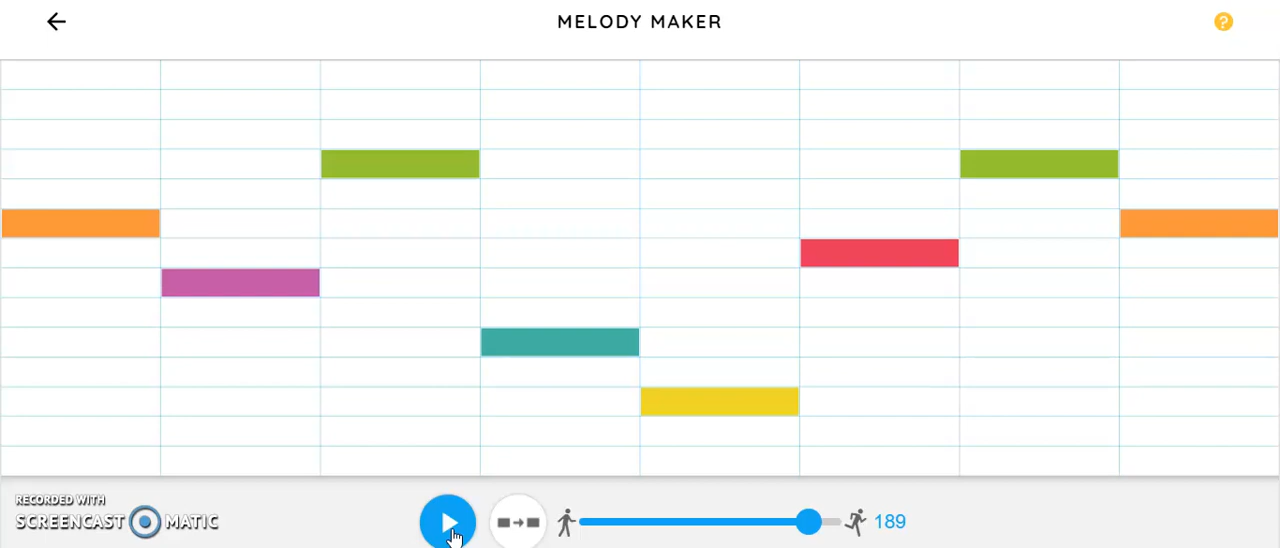 MELODY MAKER
?
RECORDED WITH
SCREENCAST MATIC
189